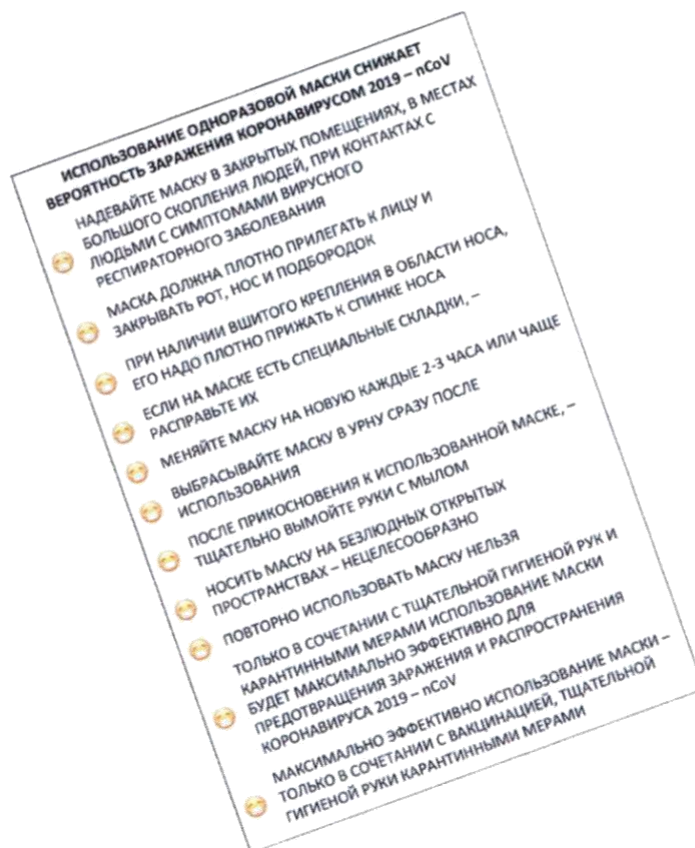 ИСПОЛЬЗОВАНИЕ ОДНОРАЗОВОЙ МАСКИ СНИЖАЕТ
ВЕРОЯТНОСТЬ ЗАРАЖЕНИЯ КОРОНАВИРУСОМ 2019 – nCoV
НАДЕВАЙТЕ МАСКУ В ЗАКРЫТЫХ ПОМЕЩЕНИЯХ, В МЕСТАХ
БОЛЬШОГО СКОПЛЕНИЯ ЛЮДЕЙ, ПРИ КОНТАКТАХ С
ЛЮДЬМИ С СИМПТОМАМИ ВИРУСНОГО
РЕСПИРАТОРНОГО ЗАБОЛЕВАНИЯ
МАСКА ДОЛЖНА ПЛОТНО ПРИЛЕГАТЬ К ЛИЦУ И
ЗАКРЫВАТЬ РОТ, НОС И ПОДБОРОДОК
ПРИ НАЛИЧИИ ВШИТОГО КРЕПЛЕНИЯ В ОБЛАСТИ НОСА,
ЕГО НАДО ПЛОТНО ПРИЖАТЬ К СПИНКЕ НОСА
ЕСЛИ НА МАСКЕ ЕСТЬ СПЕЦИАЛЬНЫЕ СКЛАДКИ, –
РАСПРАВЬТЕ ИХ
МЕНЯЙТЕ МАСКУ НА НОВУЮ КАЖДЫЕ 2-3 ЧАСА ИЛИ ЧАЩЕ
ВЫБРАСЫВАЙТЕ МАСКУ В УРНУ СРАЗУ ПОСЛЕ
ИСПОЛЬЗОВАНИЯ
ПОСЛЕ ПРИКОСНОВЕНИЯ К ИСПОЛЬЗОВАННОЙ МАСКЕ, –
ТЩАТЕЛЬНО ВЫМОЙТЕ РУКИ С МЫЛОМ
НОСИТЬ МАСКУ НА БЕЗЛЮДНЫХ ОТКРЫТЫХ
ПРОСТРАНСТВАХ – НЕЦЕЛЕСООБРАЗНО
ПОВТОРНО ИСПОЛЬЗОВАТЬ МАСКУ НЕЛЬЗЯ
ТОЛЬКО В СОЧЕТАНИИ С ТЩАТЕЛЬНОЙ ГИГИЕНОЙ РУК И
КАРАНТИННЫМИ МЕРАМИ ИСПОЛЬЗОВАНИЕ МАСКИ
БУДЕТ МАКСИМАЛЬНО ЭФФЕКТИВНО ДЛЯ
ПРЕДОТВРАЩЕНИЯ ЗАРАЖЕНИЯ И РАСПРОСТРАНЕНИЯ
КОРОНАВИРУСА 2019 – nCoV
МАКСИМАЛЬНО ЭФФЕКТИВНО ИСПОЛЬЗОВАНИЕ МАСКИ –
ТОЛЬКО В СОЧЕТАНИИ С ВАКЦИНАЦИЕЙ, ТЩАТЕЛЬНОЙ
ГИГИЕНОЙ РУКИ КАРАНТИННЫМИ МЕРАМИ